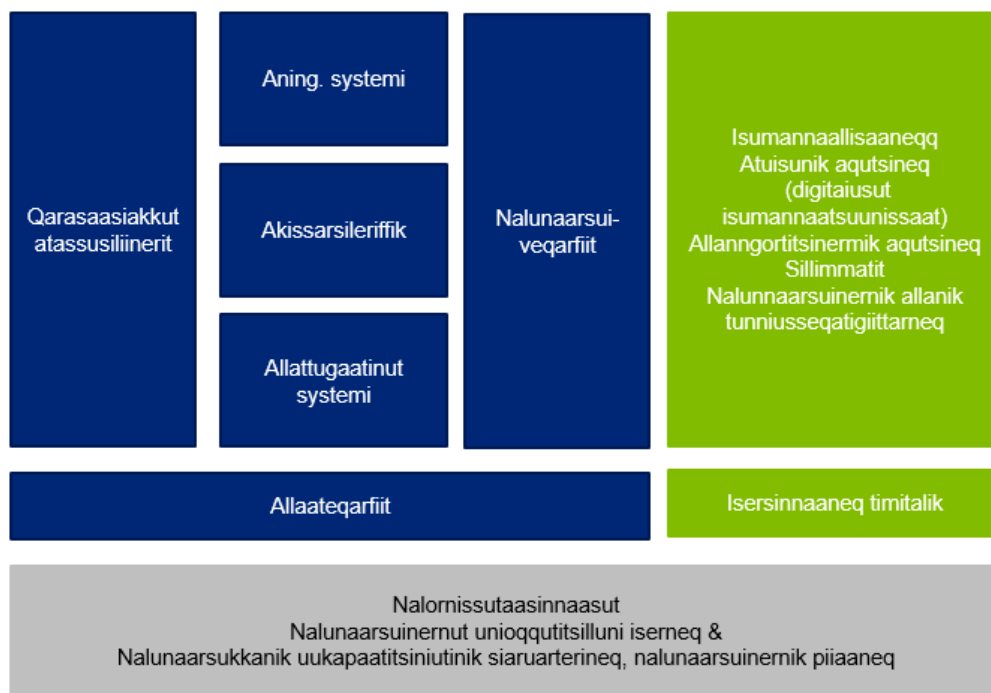 Qarasaasiakkut
atassusiliinerit
Aning. systemi
Akissarsileriffik
Allattugaatinut
systemi
Nalunaarsui-
veqarfiit
Isumannaallisaaneqq
Atuisunik aqutsineq
(digitaiusut
isumannaatsuunissaat)
Allanngortitsinermik aqutsineq
Sillimmatit
Nalunnaarsuinernik allanik
tunniusseqatigiittarneq
Allaateqarfiit
Isersinnaaneq timitalik
Nalornissutaasinnaasut
Nalunaarsuinernut unioqqutitsilluni iserneq &
Nalunaarsukkanik uukapaatitsiniutinik siaruarterineq, nalunaarsuinernik piiaaneq